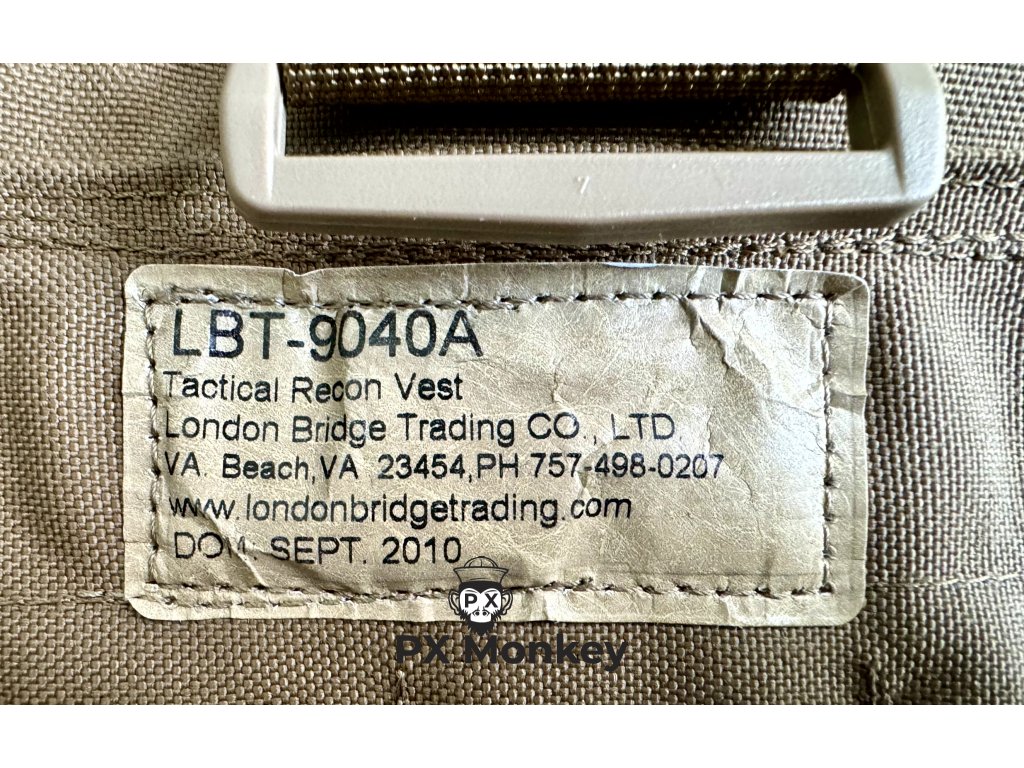 7
LBT-9040A
Tactical Recon Vest
London Bridge Trading CO., LTD.
VA. Beach,VA 23454,PH 757-498-0207
www.londonbridgetrading.com
DOM: SEPT. 2010
PX
PX Monkey